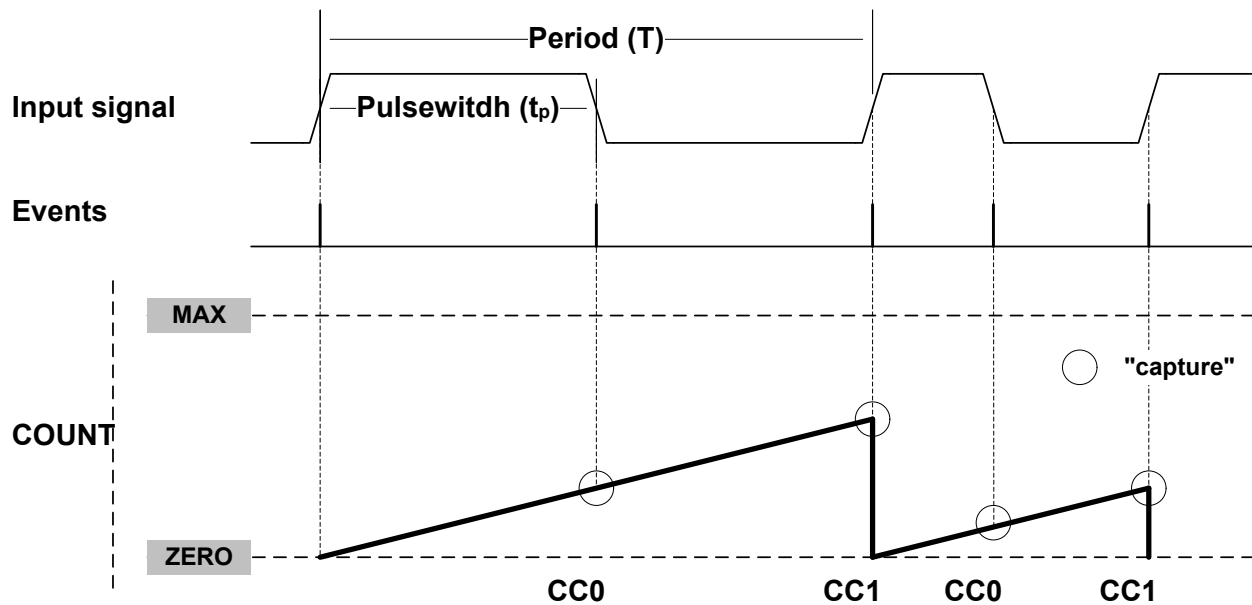 Period (T)
Input signal
Pulsewitdh (tp)
Events
MAX
"capture"
COUNT
ZERO
CC0 CC1 CC0 CC1